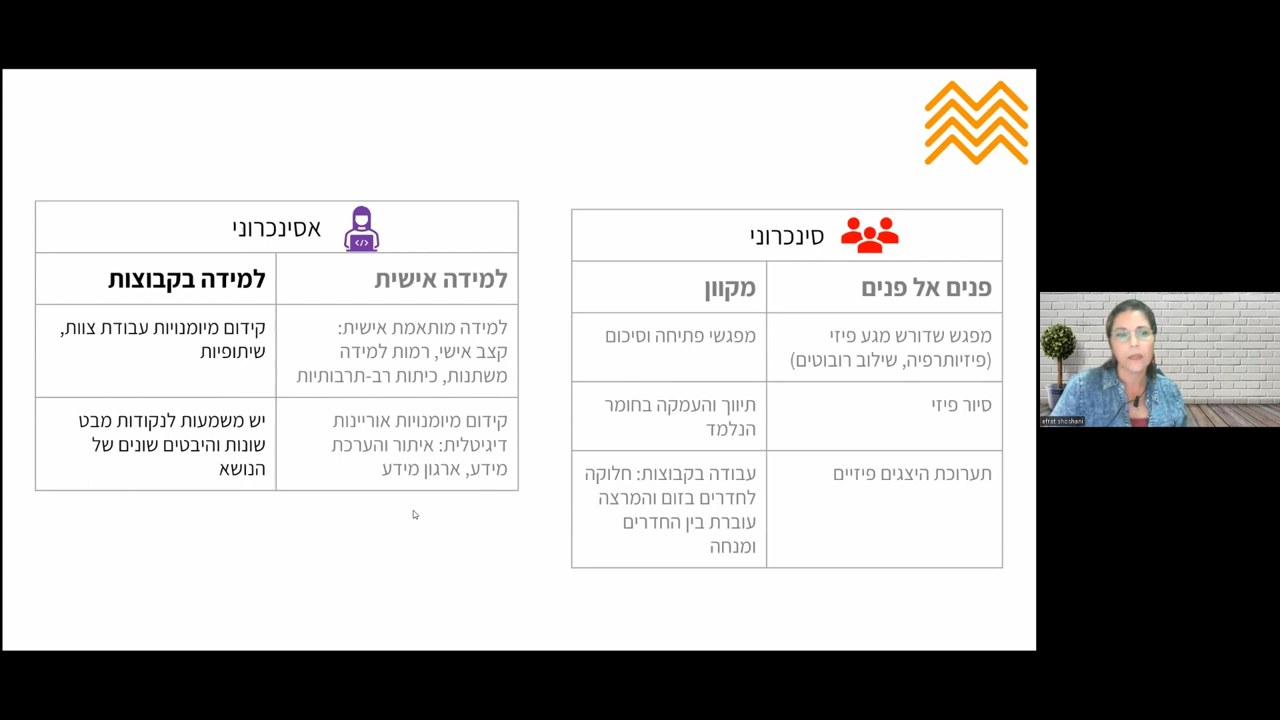 סינכרוני
פנים אל פנים
מקוון
מפגש שדורש מגע פיזי
(פיזיותרפיה, שילוב רובוטים)
מפגשי פתיחה וסיכום
סיור פיזי
תיווך והעמקה בחומר
הנלמד
תערוכת היצגים פיזיים
עבודה בקבוצות: חלוקה
לחדרים בזום והמרצה
עוברת בין החדרים
ומנחה
אסינכרוני
למידה אישית
למידה בקבוצות
למידה מותאמת אישית:
קצב אישי, רמות למידה
משתנות, כיתות רב-תרבותיות
קידום מיומנויות עבודת צוות,
שיתופיות
קידום מיומנויות אוריינות
דיגיטלית: איתור והערכת
מידע, ארגון מידע
יש משמעות לנקודות מבט
שונות והיבטים שונים של
הנושא
efrat shoshani